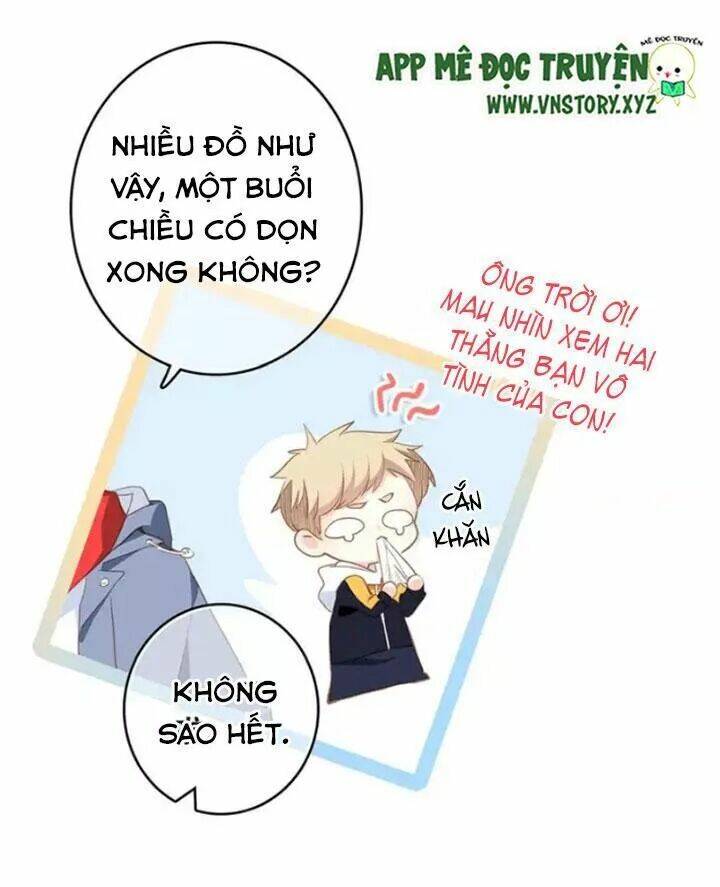 MÊ ĐỌC TRUYỆN
APP MÊ ĐỌC TRUYỆN
WWW.VNSTORY.XYZ
NHIỀU ĐỒ NHƯ
VẬY, MỘT BUỔI
CHIỀU CÓ DỌN
XONG KHÔNG?
ÔNG TRỜI ƠI!
MAU NHÌN XEM HAI
THẰNG BẠN VÔ
TÌNH CỦA CON!
CẮN
KHĂN
KHÔNG
SAO HẾT.